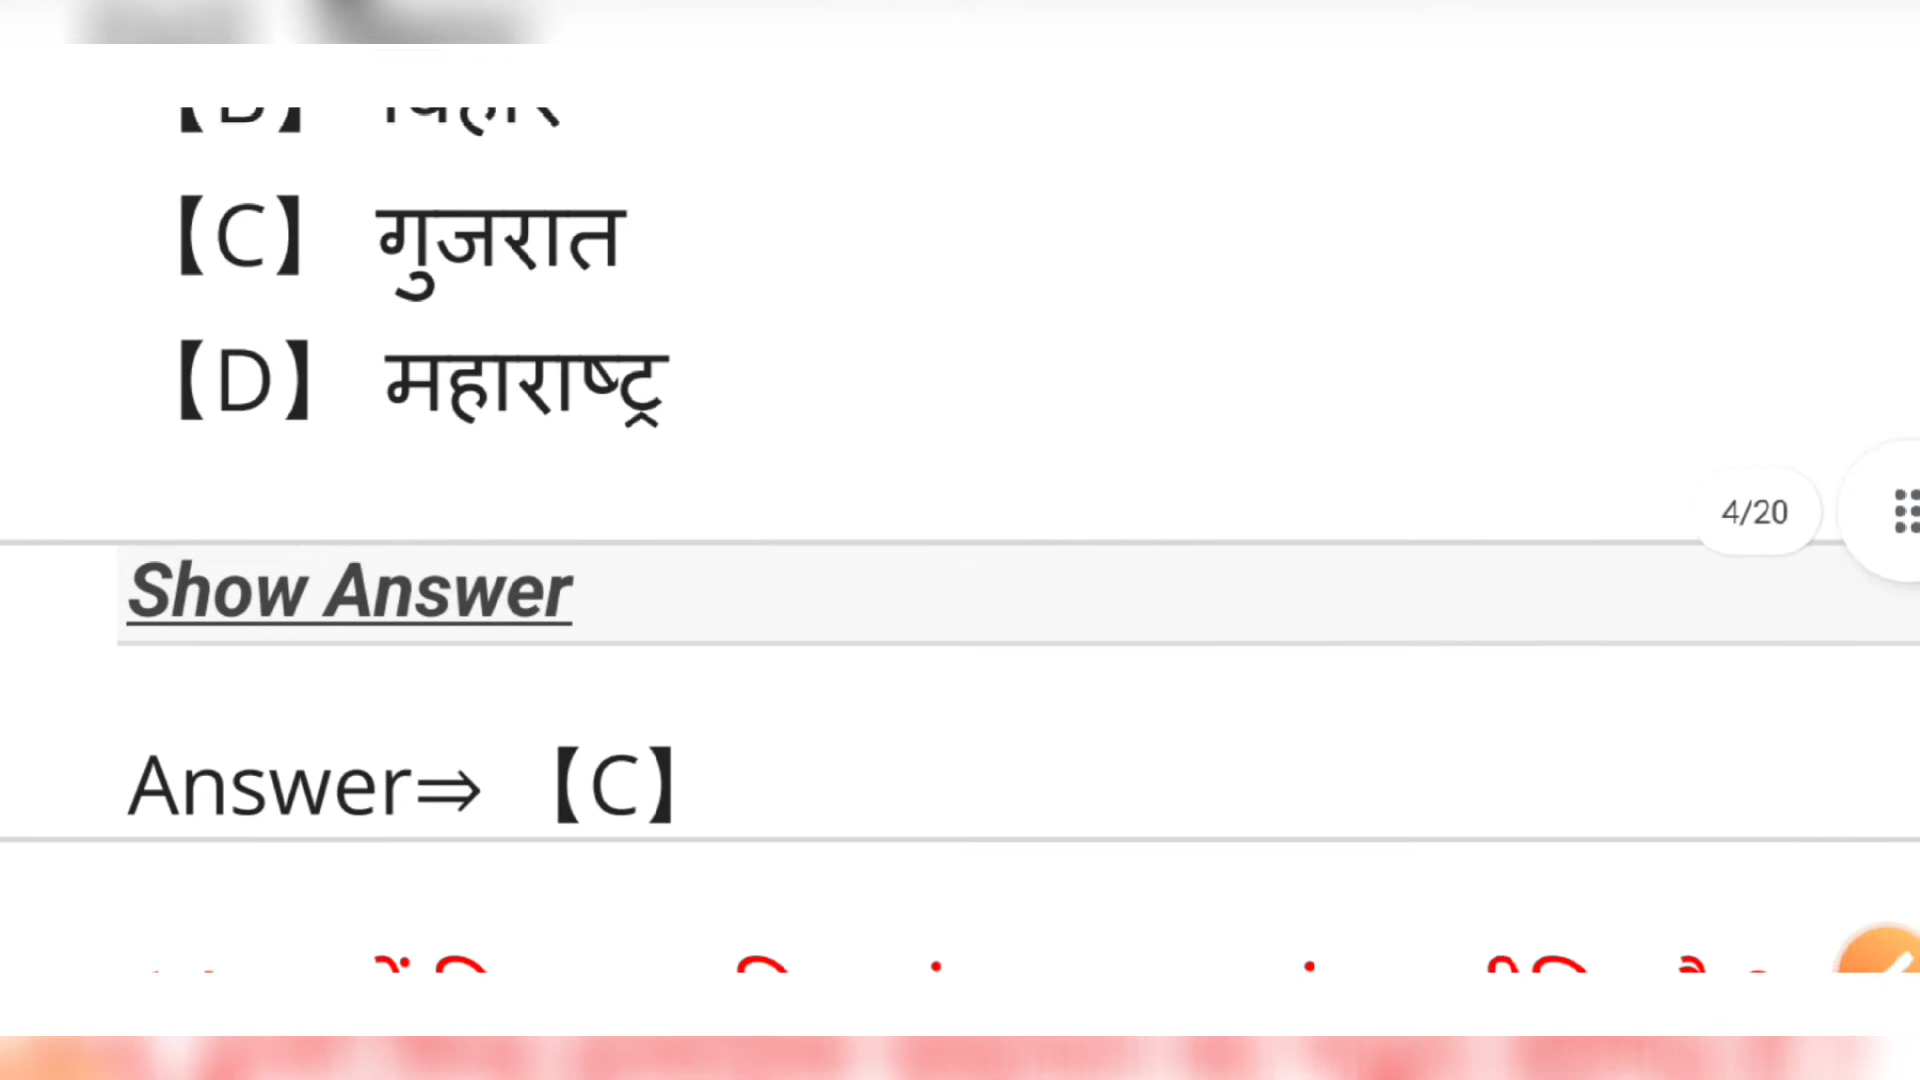 【B】 बिहार
【C】 गुजरात
【D】 महाराष्ट्र
4/20
Show Answer
Answer⇒ 【C】